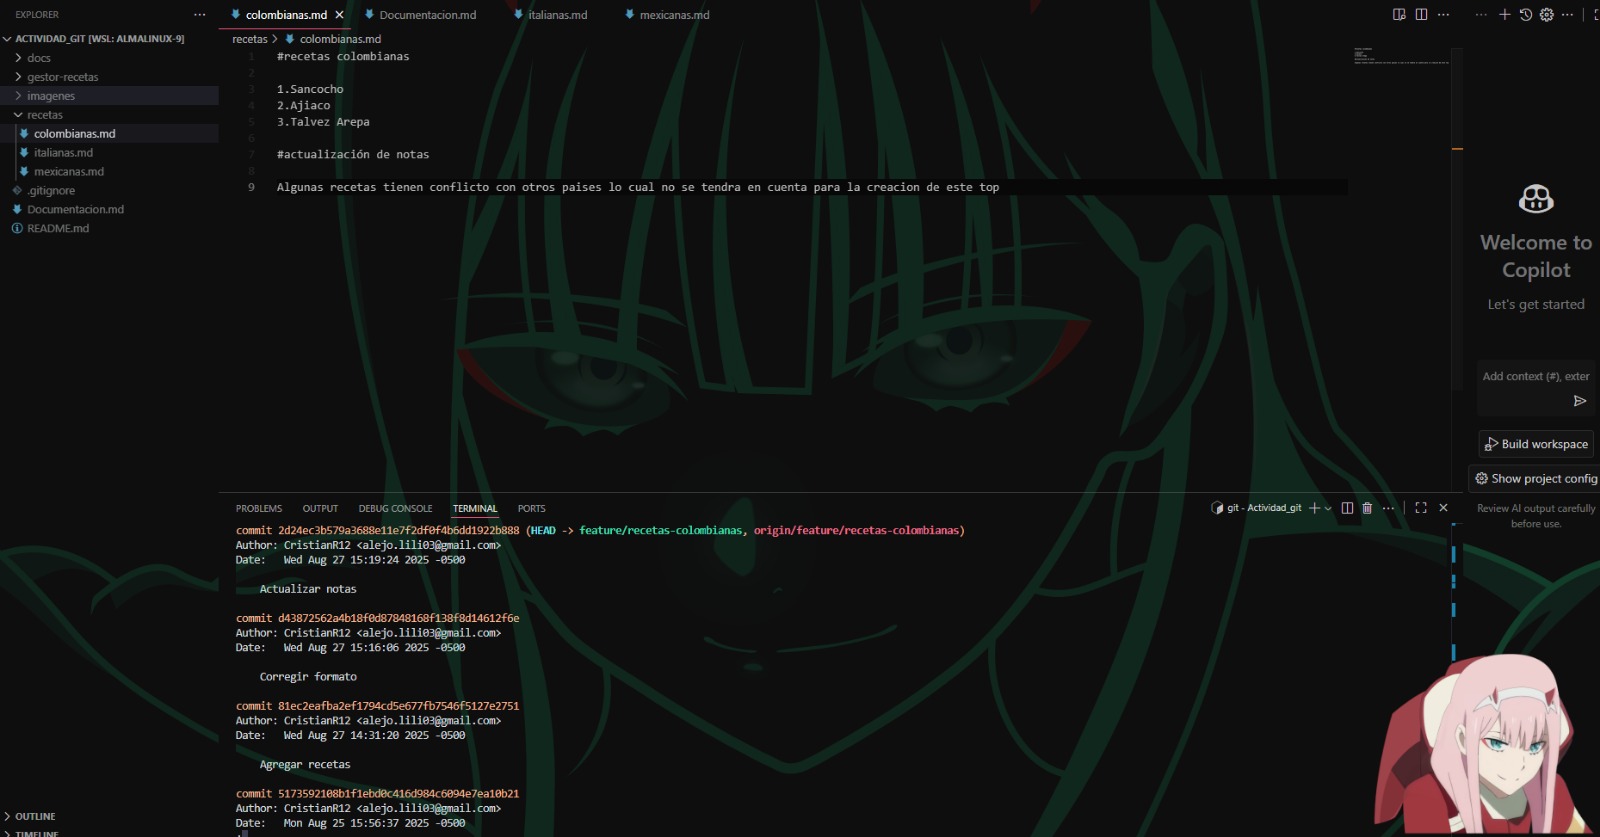 EXPLORER
ACTIVIDAD_GIT [WSL: ALMALINUX-9]
docs
gestor-recetas
imagenes
recetas
colombianas.md
italianas.md
mexicanas.md
.gitignore
Documentacion.md
README.md
OUTLINE
TIMELINE
colombianas.md
Documentacion.md
italianas.md
mexicanas.md
recetas > colombianas.md
1 #recetas colombianas
2
3 1.Sancocho
4 2.Ajiaco
5 3.Talvez Arepa
6
7 #actualización de notas
8
9 Algunas recetas tienen conflicto con otros paises lo cual no se tendra en cuenta para la creacion de este top
PROBLEMS OUTPUT DEBUG CONSOLE TERMINAL PORTS
git - Actividad_git
commit 2d24ec3b579a3688e11e7f2df0f4b6dd1922b888 (HEAD -> feature/recetas-colombianas, origin/feature/recetas-colombianas)
Author: CristianR12 <alejo.lili03@gmail.com>
Date: Wed Aug 27 15:19:24 2025 -0500
Actualizar notas
commit d43872562a4b18f0d87848168f138f8d14612f6e
Author: CristianR12 <alejo.lili03@gmail.com>
Date: Wed Aug 27 15:16:06 2025 -0500
Corregir formato
commit 81ec2eafba2ef1794cd5e677fb7546f5127e2751
Author: CristianR12 <alejo.lili03@gmail.com>
Date: Wed Aug 27 14:31:20 2025 -0500
Agregar recetas
commit 5173592108b1f1ebd0c416d984c6094e7ea10b21
Author: CristianR12 <alejo.lili03@gmail.com>
Date: Mon Aug 25 15:56:37 2025 -0500
:
Welcome to
Copilot
Let's get started
Add context (#), exter
Build workspace
Show project config
Review AI output carefully
before use.